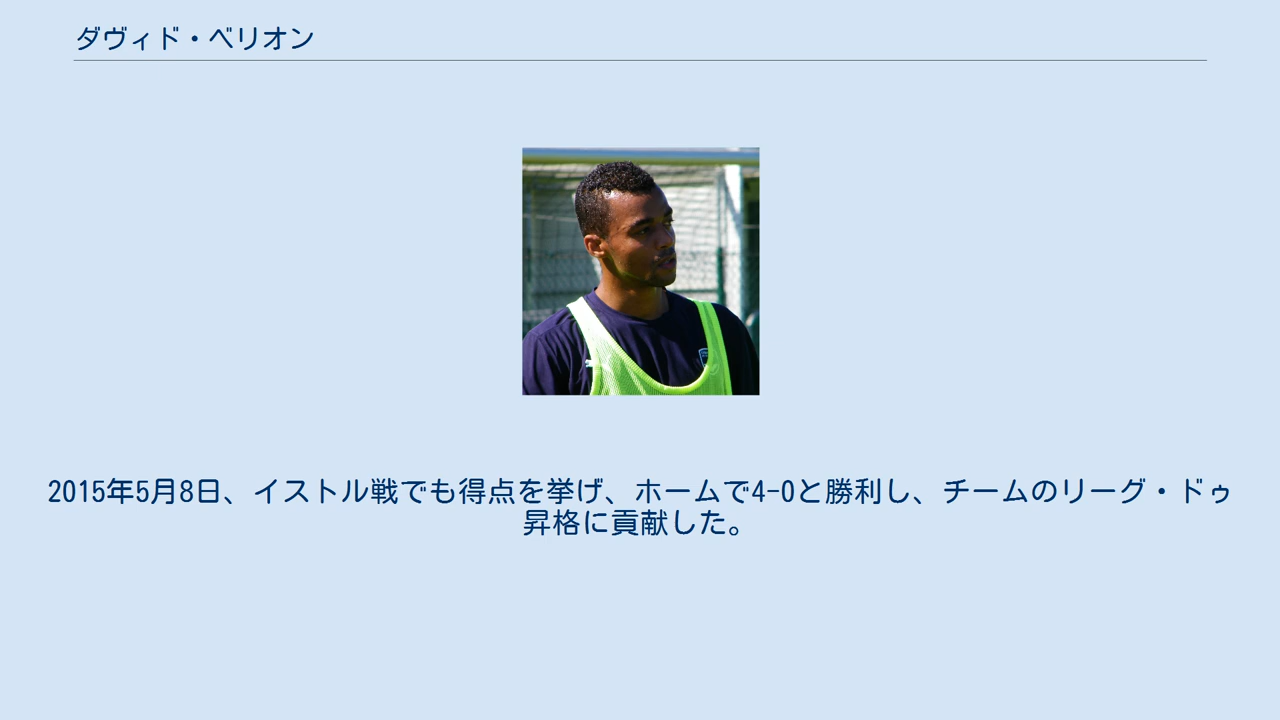 ダヴィド・ベリオン
2015年5月8日、イストル戦でも得点を挙げ、ホームで4-0と勝利し、チームのリーグ・ドゥ
昇格に貢献した。